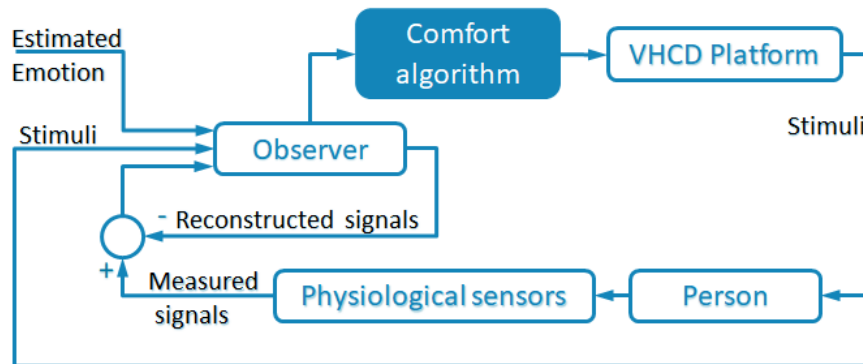 Estimated
Emotion
Comfort
algorithm
VHCD Platform
Stimuli
Observer
Stimuli
- Reconstructed signals
+
Measured
signals
Physiological sensors
Person